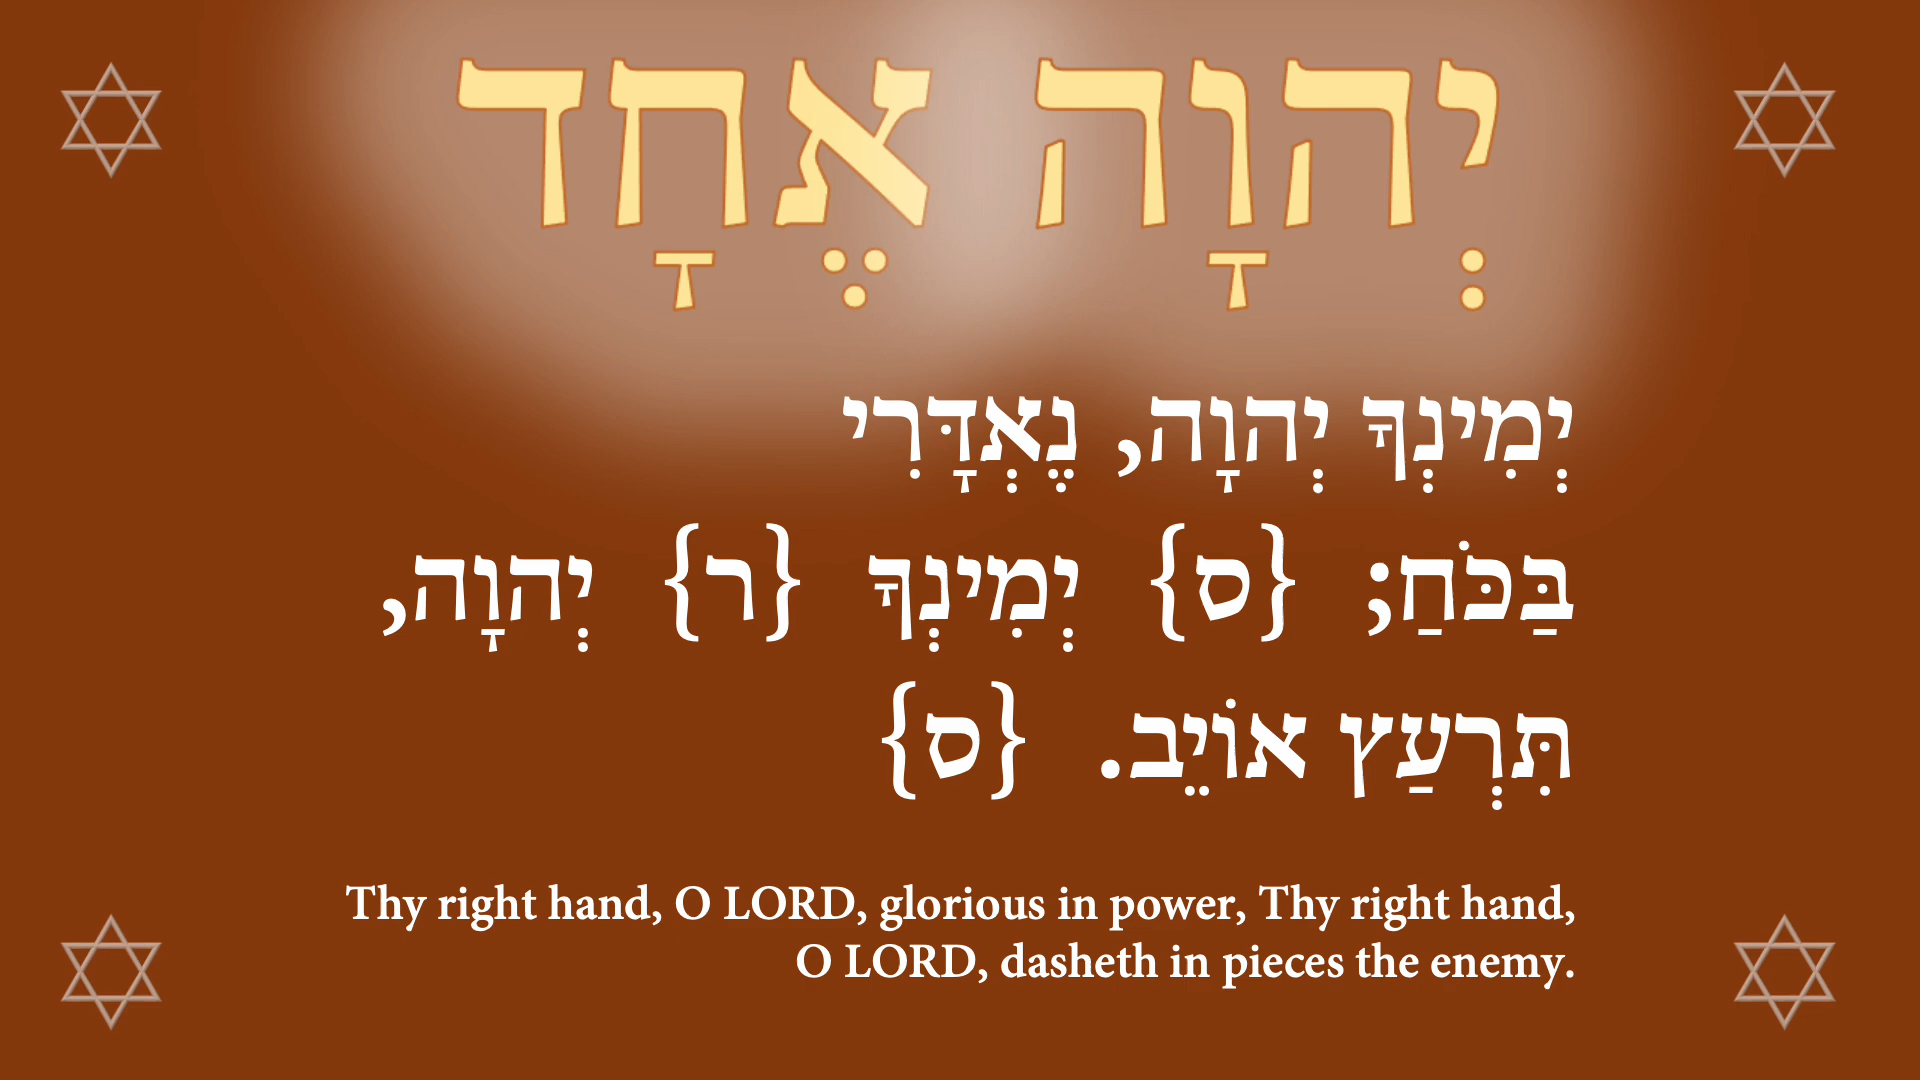 יְהוָה אֶחָד
יְמִינְךָ יְהוָה, נֶאְדָּרִי
בַּכֹּחַ; {ס} יְמִינְךָ {ר} יְהוָה,
תִּרְעַץ אוֹיֵב. {ס}
Thy right hand, O LORD, glorious in power, Thy right hand,
O LORD, dasheth in pieces the enemy.